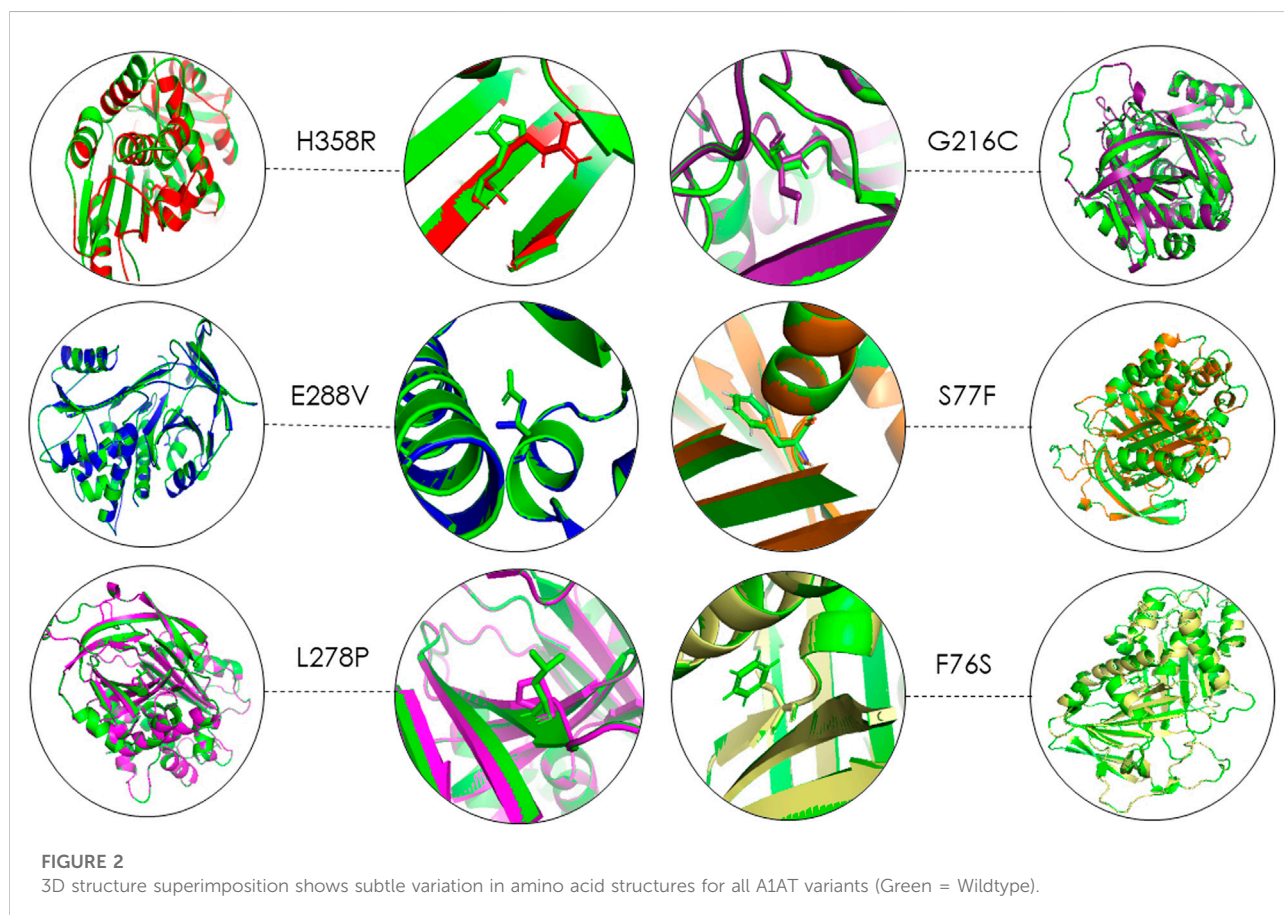 H358R
G216C
E288V
S77F
L278P
F76S
C
FIGURE 2
3D structure superimposition shows subtle variation in amino acid structures for all A1AT variants (Green = Wildtype).